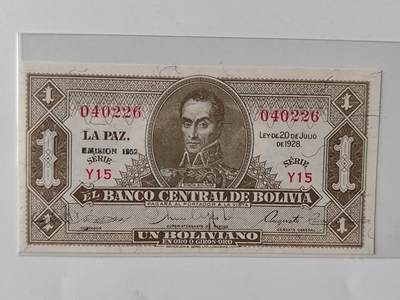 1 1
040226 040226
LA PAZ. LEY DE 20 DE JULIO
EMISION 1952 DE 1928.
SERIE SERIE
Y15 Y15
1 1
EL BANCO CENTRAL DE BOLIVIA
PAGARA AL PORTADOR A LA VISTA
1 1
UN BOLIVIANO
EN ORO O GIROS-ORO